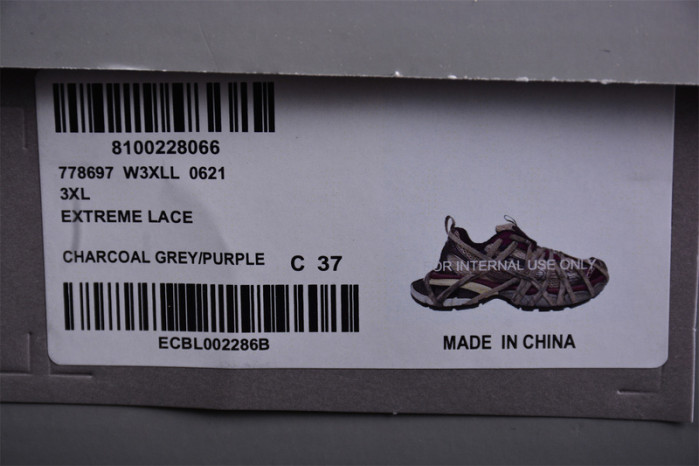 8100228066
778697 W3XLL 0621
3XL
EXTREME LACE
CHARCOAL GREY/PURPLE C 37
FOR INTERNAL USE ONLY
ECBL002286B
MADE IN CHINA